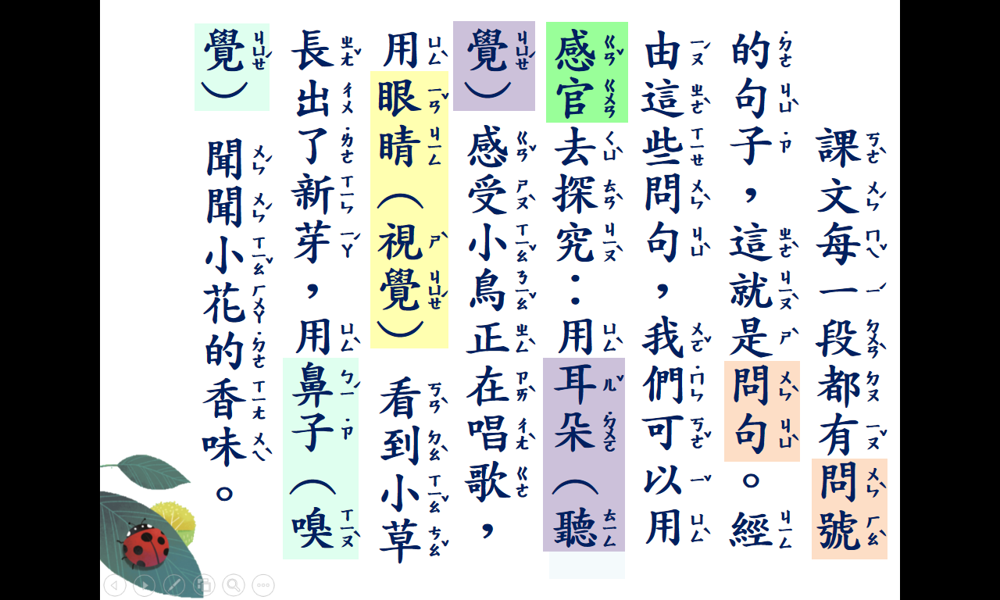 課文每一段都有問號
的句子，這就是問句。經
由這些問句，我們可以用
感官去探究：用耳朵（聽
覺）感受小鳥正在唱歌，
用眼睛（視覺）看到小草
長出了新芽，用鼻子（嗅
覺）聞聞小花的香味。